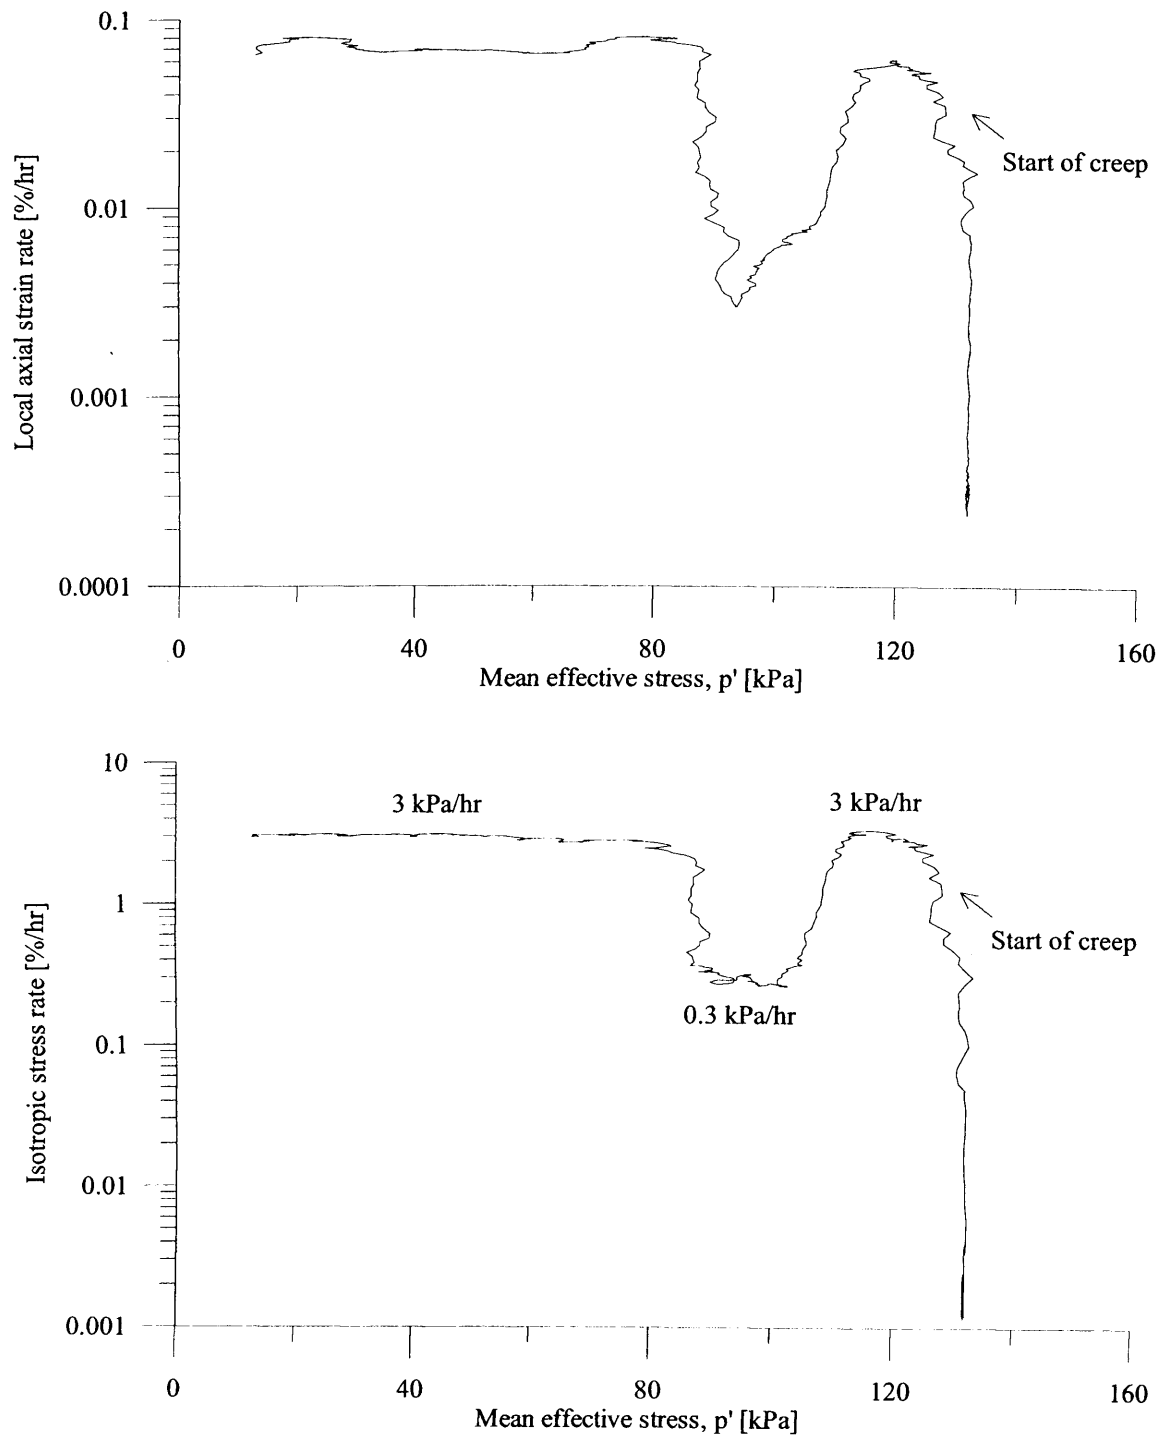 0.1
0.01
0.001
0.0001
Local axial strain rate [%/hr]
Start of creep
0 40 80 120 160
Mean effective stress, p' [kPa]
10
1
0.1
0.01
0.001
Isotropic stress rate [%/hr]
3 kPa/hr 3 kPa/hr
Start of creep
0.3 kPa/hr
0 40 80 120 160
Mean effective stress, p' [kPa]